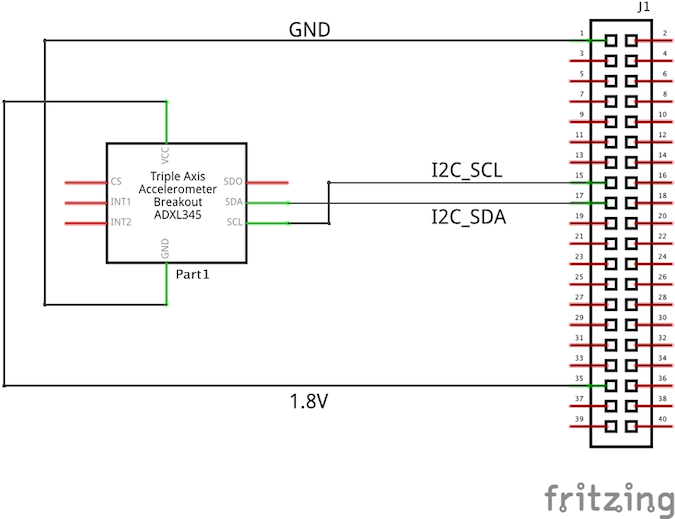 J1
GND
1 2
3 4
5 6
7 8
9 10
11 12
13 14
I2C_SCL
15 16
17 18
I2C_SDA
19 20
21 22
23 24
25 26
27 28
29 30
31 32
33 34
35 36
1.8V
37 38
39 40
VCC
CS
INT1
INT2
Triple Axis
Accelerometer
Breakout
ADXL345
SDO
SDA
SCL
GND
Part1
fritzing